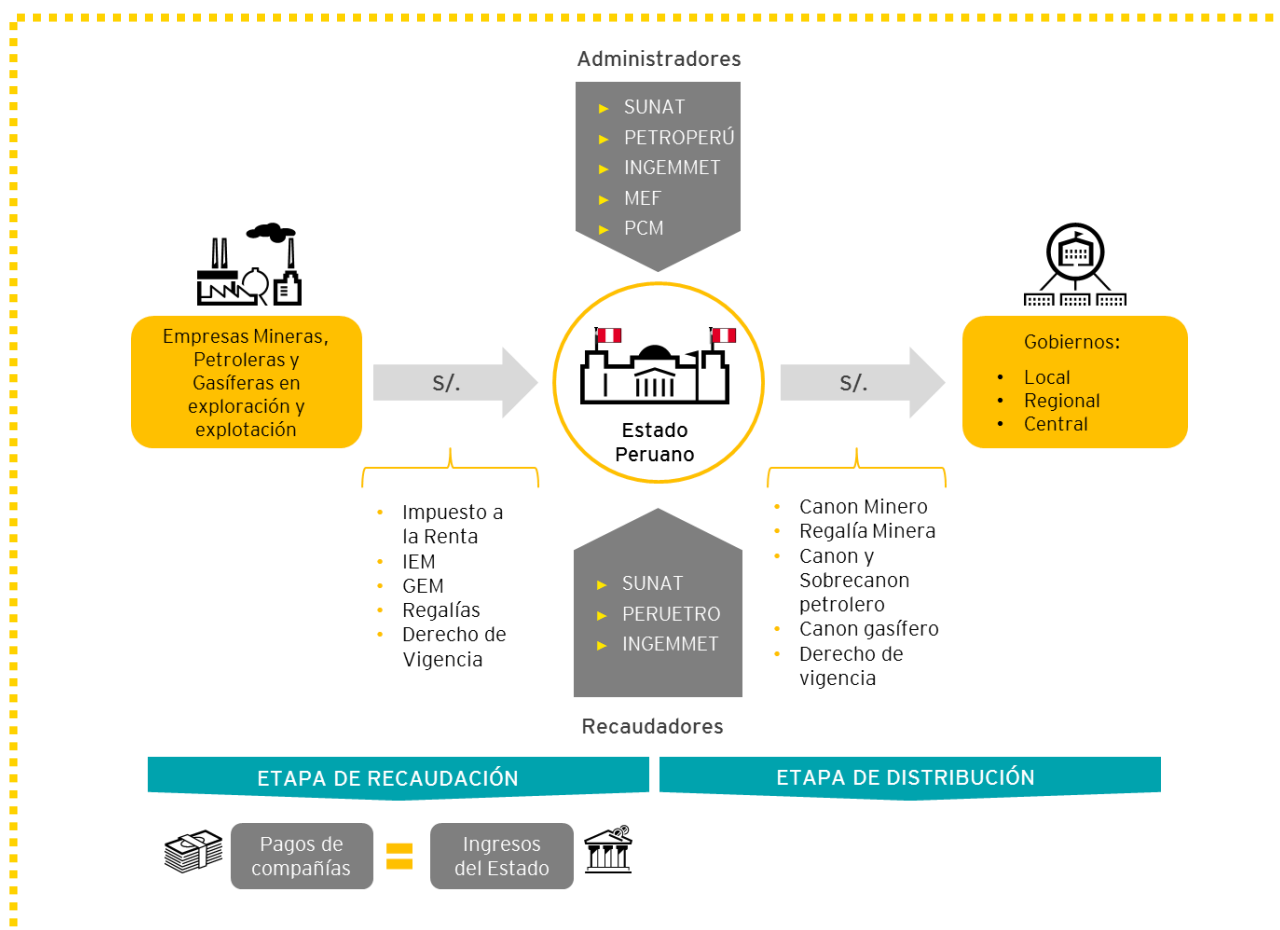 Administradores
► SUNAT
► PETROPERÚ
► INGEMMET
► MEF
► PCM
Empresas Mineras,
Petroleras y
Gasíferas en
exploración y
explotación
S/.
Estado
Peruano
S/.
Gobiernos:
• Local
• Regional
• Central
• Impuesto a
la Renta
• IEM
• GEM
• Regalías
• Derecho de
Vigencia
► SUNAT
► PERUETRO
► INGEMMET
• Canon Minero
• Regalía Minera
• Canon y
Sobrecanon
petrolero
• Canon gasífero
• Derecho de
vigencia
Recaudadores
ETAPA DE RECAUDACIÓN
ETAPA DE DISTRIBUCIÓN
Pagos de
compañías
=
Ingresos
del Estado